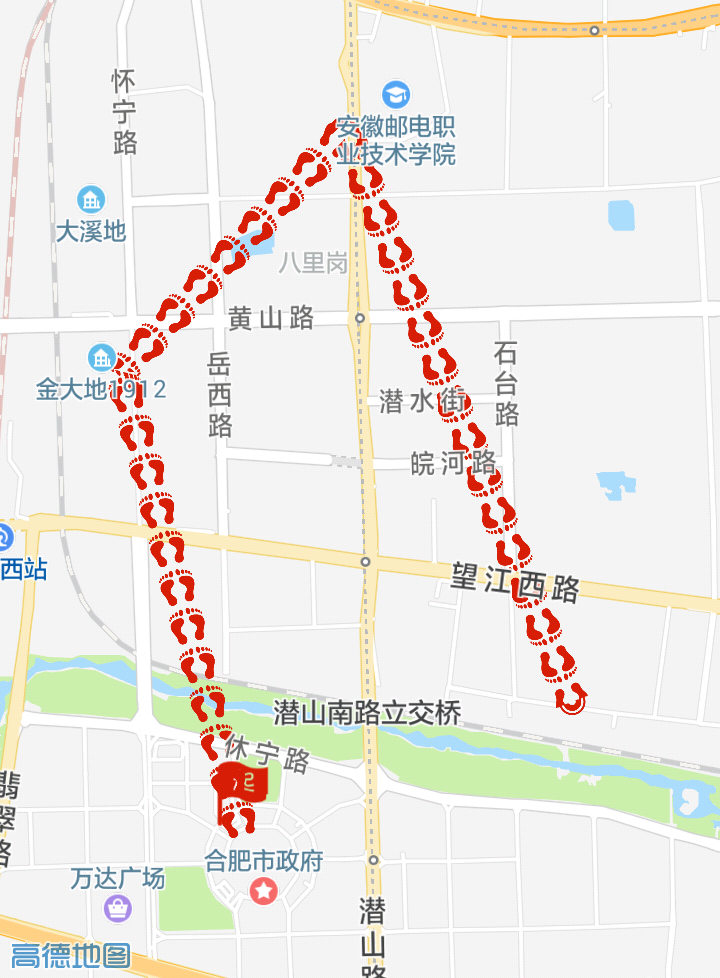 怀宁路
安徽邮电职
业技术学院
大溪地
八里岗
黄山路
石台路
岳西路
金大地1912
潜水街
皖河路
西站
望江西路
潜山南路立交桥
休宁路
起
翡翠路
合肥市政府
万达广场
潜山路
高德地图